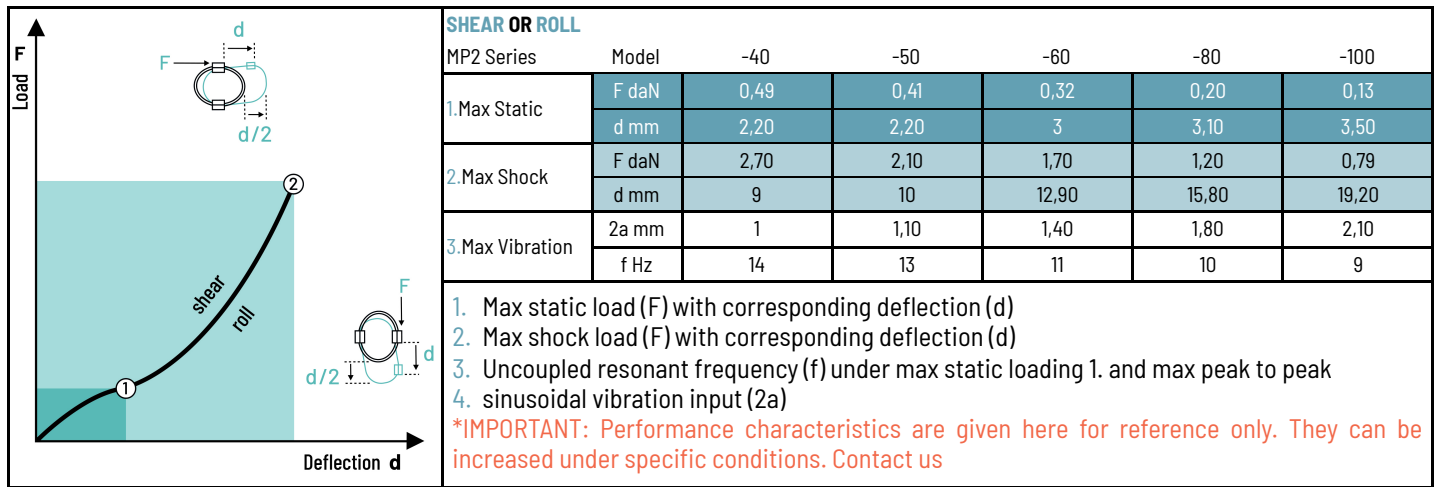 F
Load
d
F
d/2
2
shear
roll
1
F
d
d/2
Deflection d
SHEAR OR ROLL
MP2 Series Model -40 -50 -60 -80 -100
1.Max Static
F daN 0,49 0,41 0,32 0,20 0,13
d mm 2,20 2,20 3 3,10 3,50
2.Max Shock
F daN 2,70 2,10 1,70 1,20 0,79
d mm 9 10 12,90 15,80 19,20
3.Max Vibration
2a mm 1 1,10 1,40 1,80 2,10
f Hz 14 13 11 10 9
1. Max static load (F) with corresponding deflection (d)
2. Max shock load (F) with corresponding deflection (d)
3. Uncoupled resonant frequency (f) under max static loading 1. and max peak to peak
4. sinusoidal vibration input (2a)
*IMPORTANT: Performance characteristics are given here for reference only. They can be
increased under specific conditions. Contact us